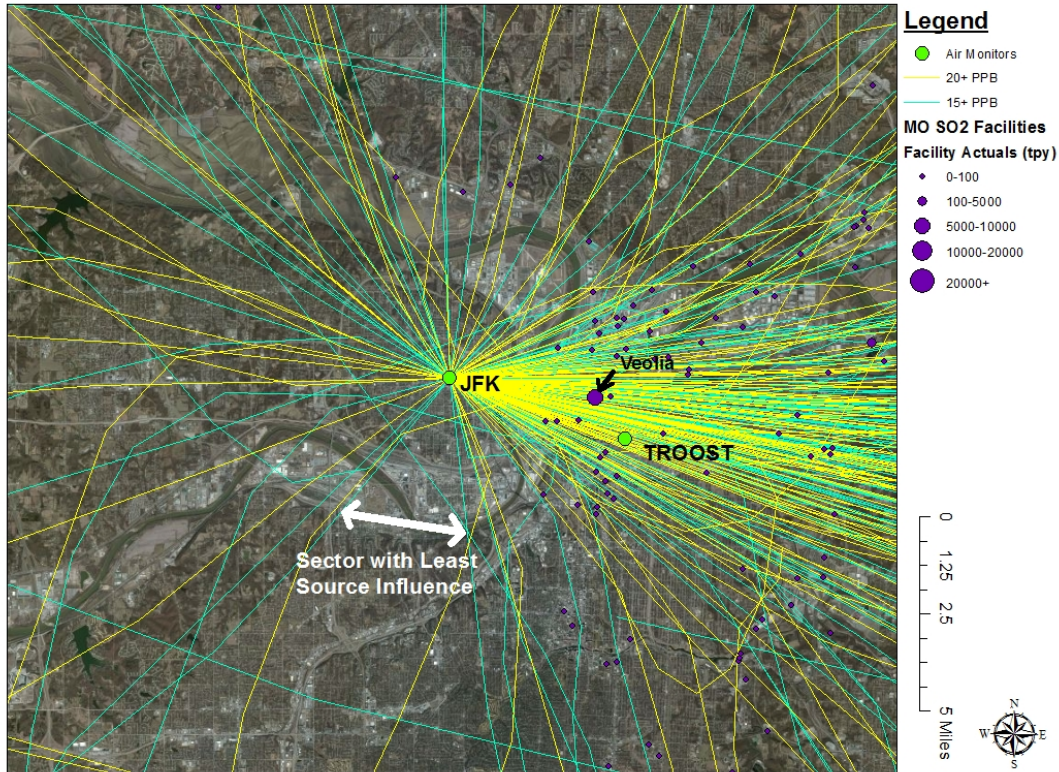 JFK
Veolia
TROOST
Sector with Least
Source Influence
Legend
Air Monitors
20+ PPB
15+ PPB
MO SO2 Facilities
Facility Actuals (tpy)
0-100
100-5000
5000-10000
10000-20000
20000+
0
1.25
2.5
5 Miles
N
W
E
S